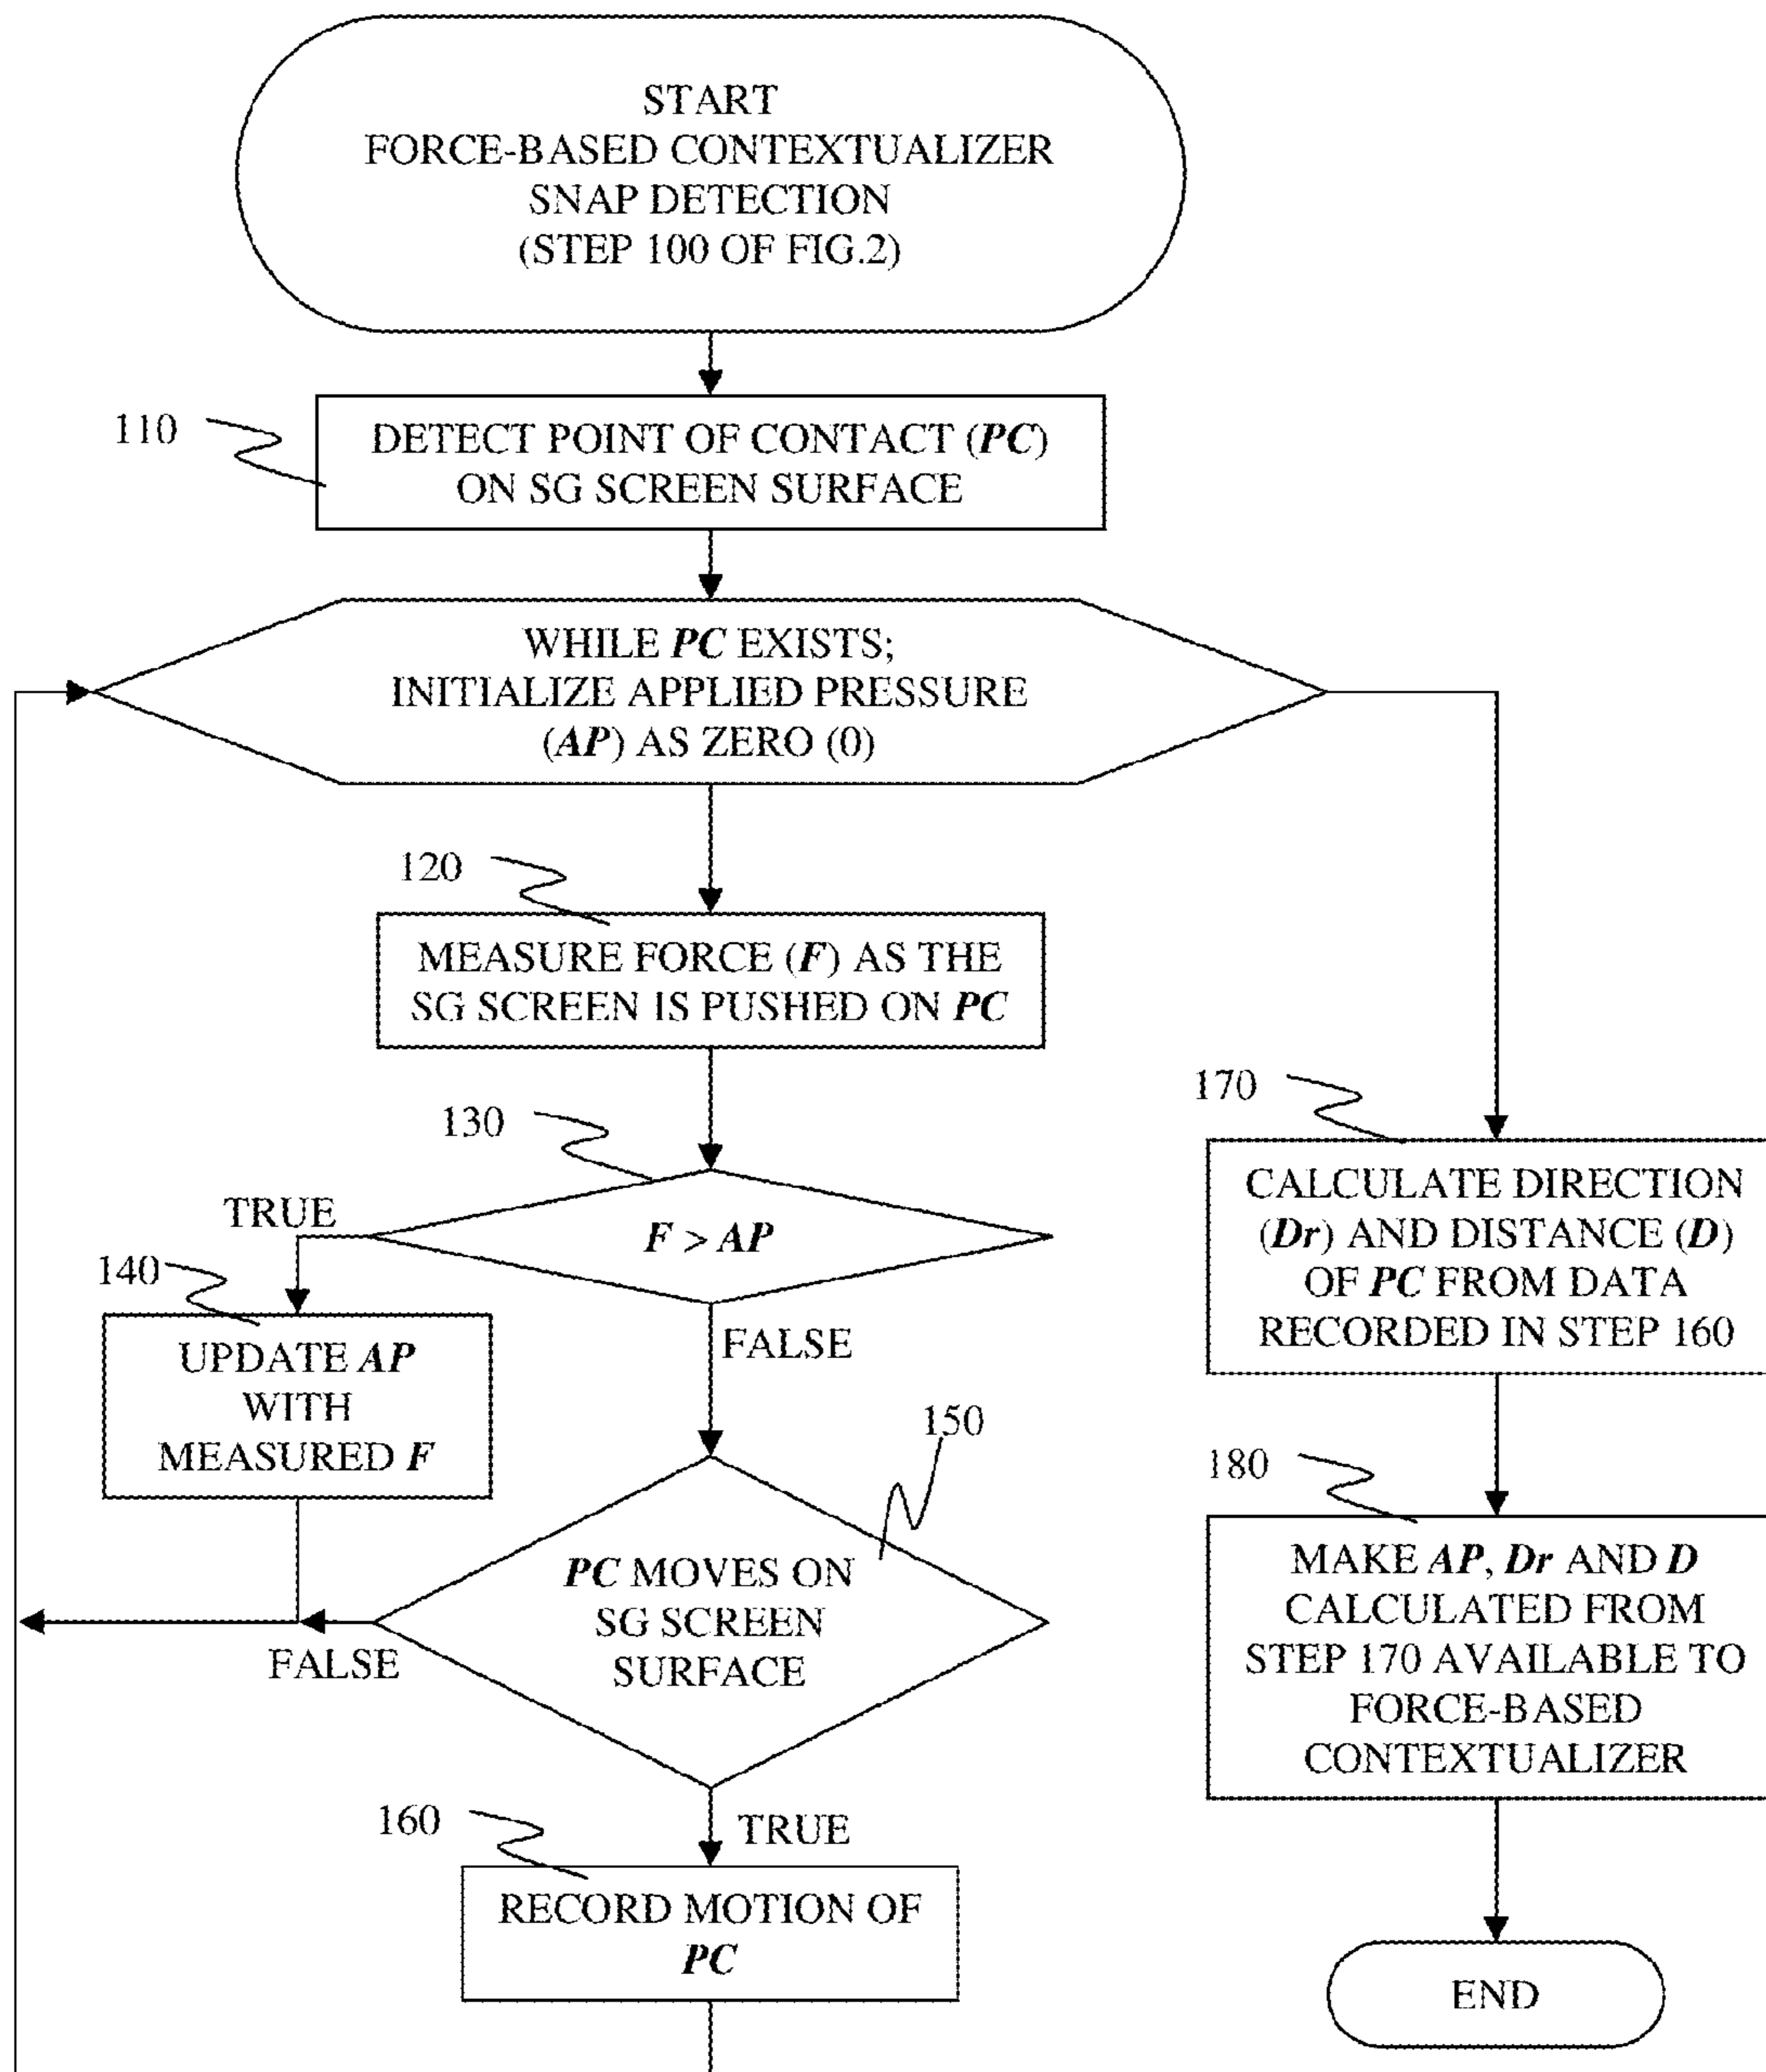 START
FORCE-BASED CONTEXTUALIZER
SNAP DETECTION
(STEP 100 OF FIG.2)
110
DETECT POINT OF CONTACT (PC)
ON SG SCREEN SURFACE
WHILE PC EXISTS;
INITIALIZE APPLIED PRESSURE
(AP) AS ZERO (0)
120
MEASURE FORCE (F) AS THE
SG SCREEN IS PUSHED ON PC
130
TRUE
F > AP
140
UPDATE AP
WITH
MEASURED F
FALSE
150
PC MOVES ON
SG SCREEN
SURFACE
FALSE
160
TRUE
RECORD MOTION OF
PC
170
CALCULATE DIRECTION
(Dr) AND DISTANCE (D)
OF PC FROM DATA
RECORDED IN STEP 160
180
MAKE AP, Dr AND D
CALCULATED FROM
STEP 170 AVAILABLE TO
FORCE-BASED
CONTEXTUALIZER
END